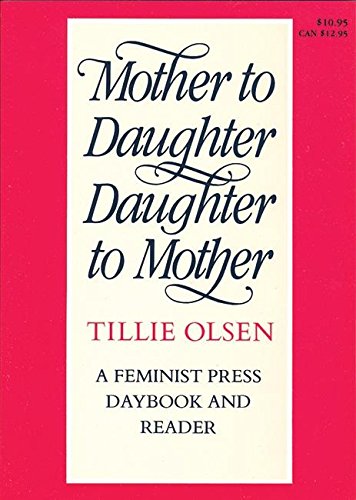 $10.95
CAN $12.95
Mother to
Daughter
Daughter
to Mother
TILLIE OLSEN
A FEMINIST PRESS
DAYBOOK AND
READER